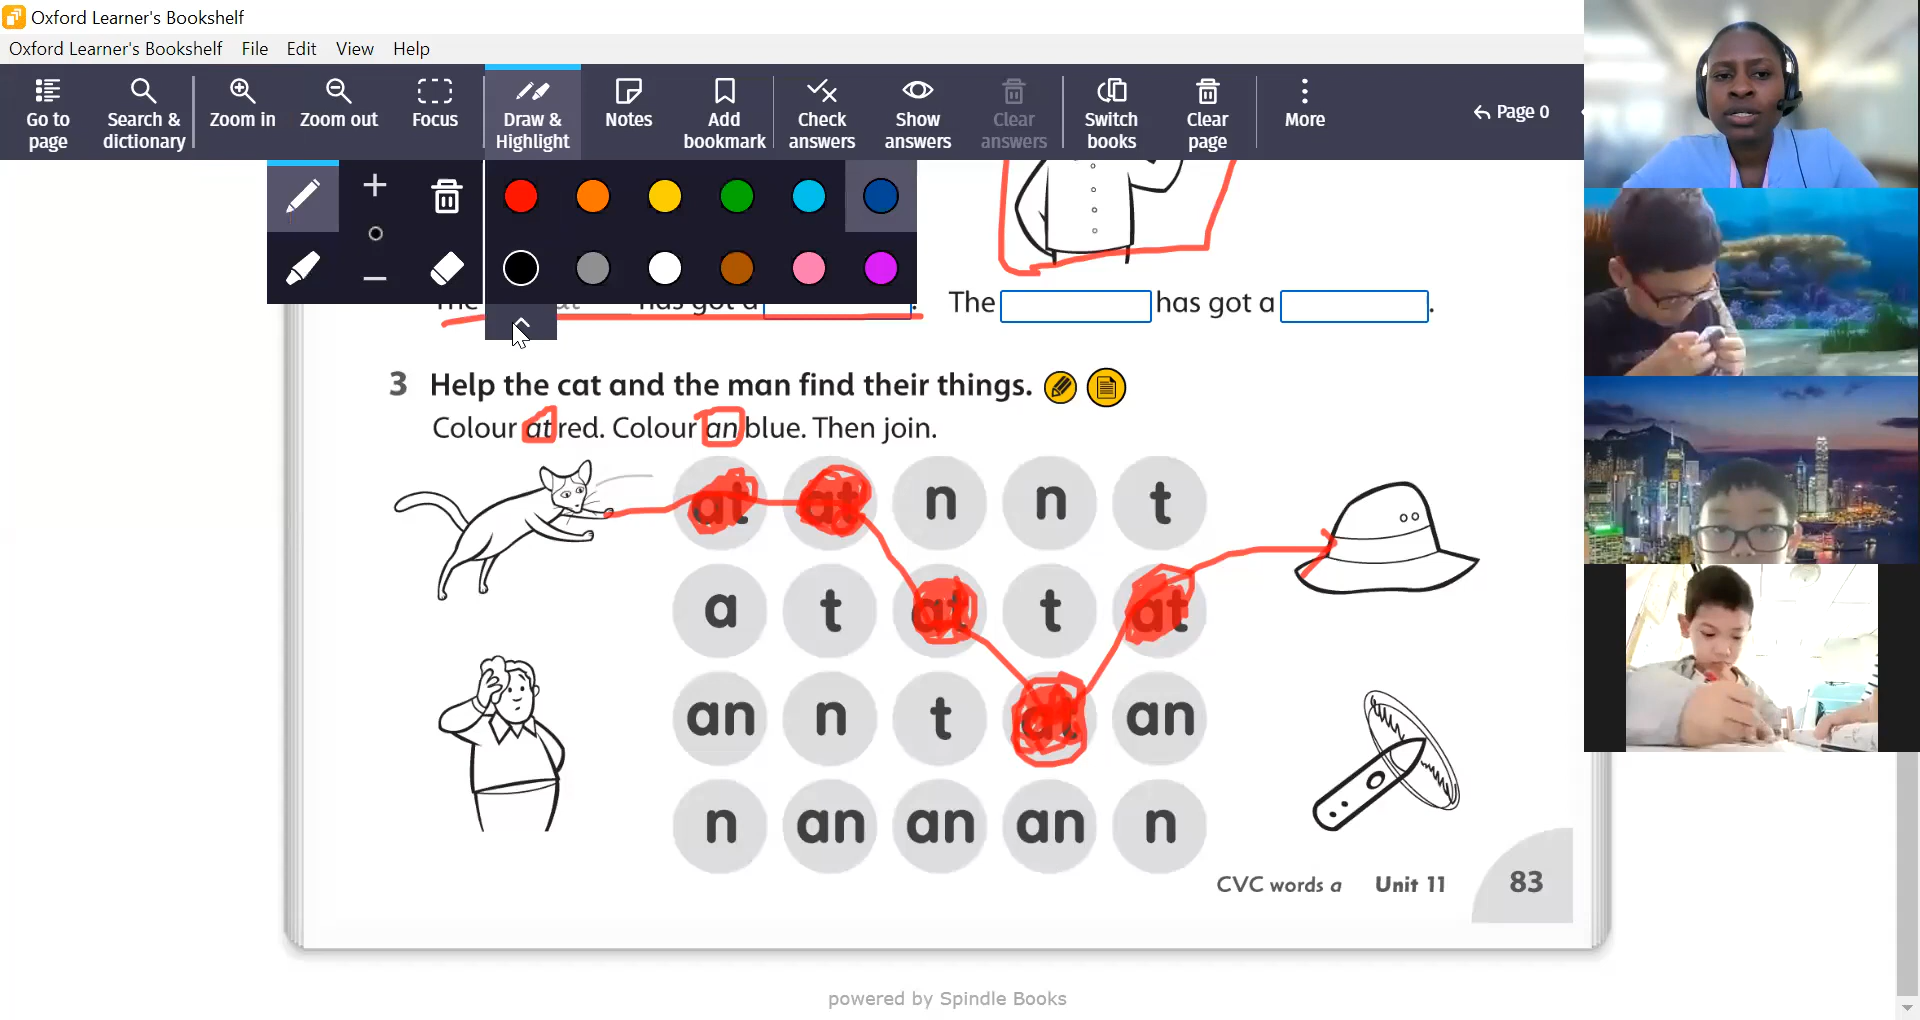 Oxford Learner's Bookshelf
Oxford Learner's Bookshelf File Edit View Help
Go to page
Search & dictionary
Zoom in
Zoom out
Focus
Draw & Highlight
Notes
Add bookmark
Check answers
Show answers
Clear answers
Switch books
Clear page
More
Page 0
The at has got a .
The has got a .
3 Help the cat and the man find their things.
Colour at red. Colour an blue. Then join.
at at n n t
a t at t at
an n t at an
n an an an n
CVC words a Unit 11 83
powered by Spindle Books